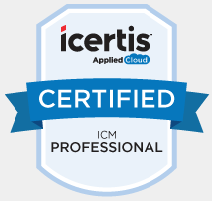 icertis
Applied Cloud
CERTIFIED
ICM
PROFESSIONAL